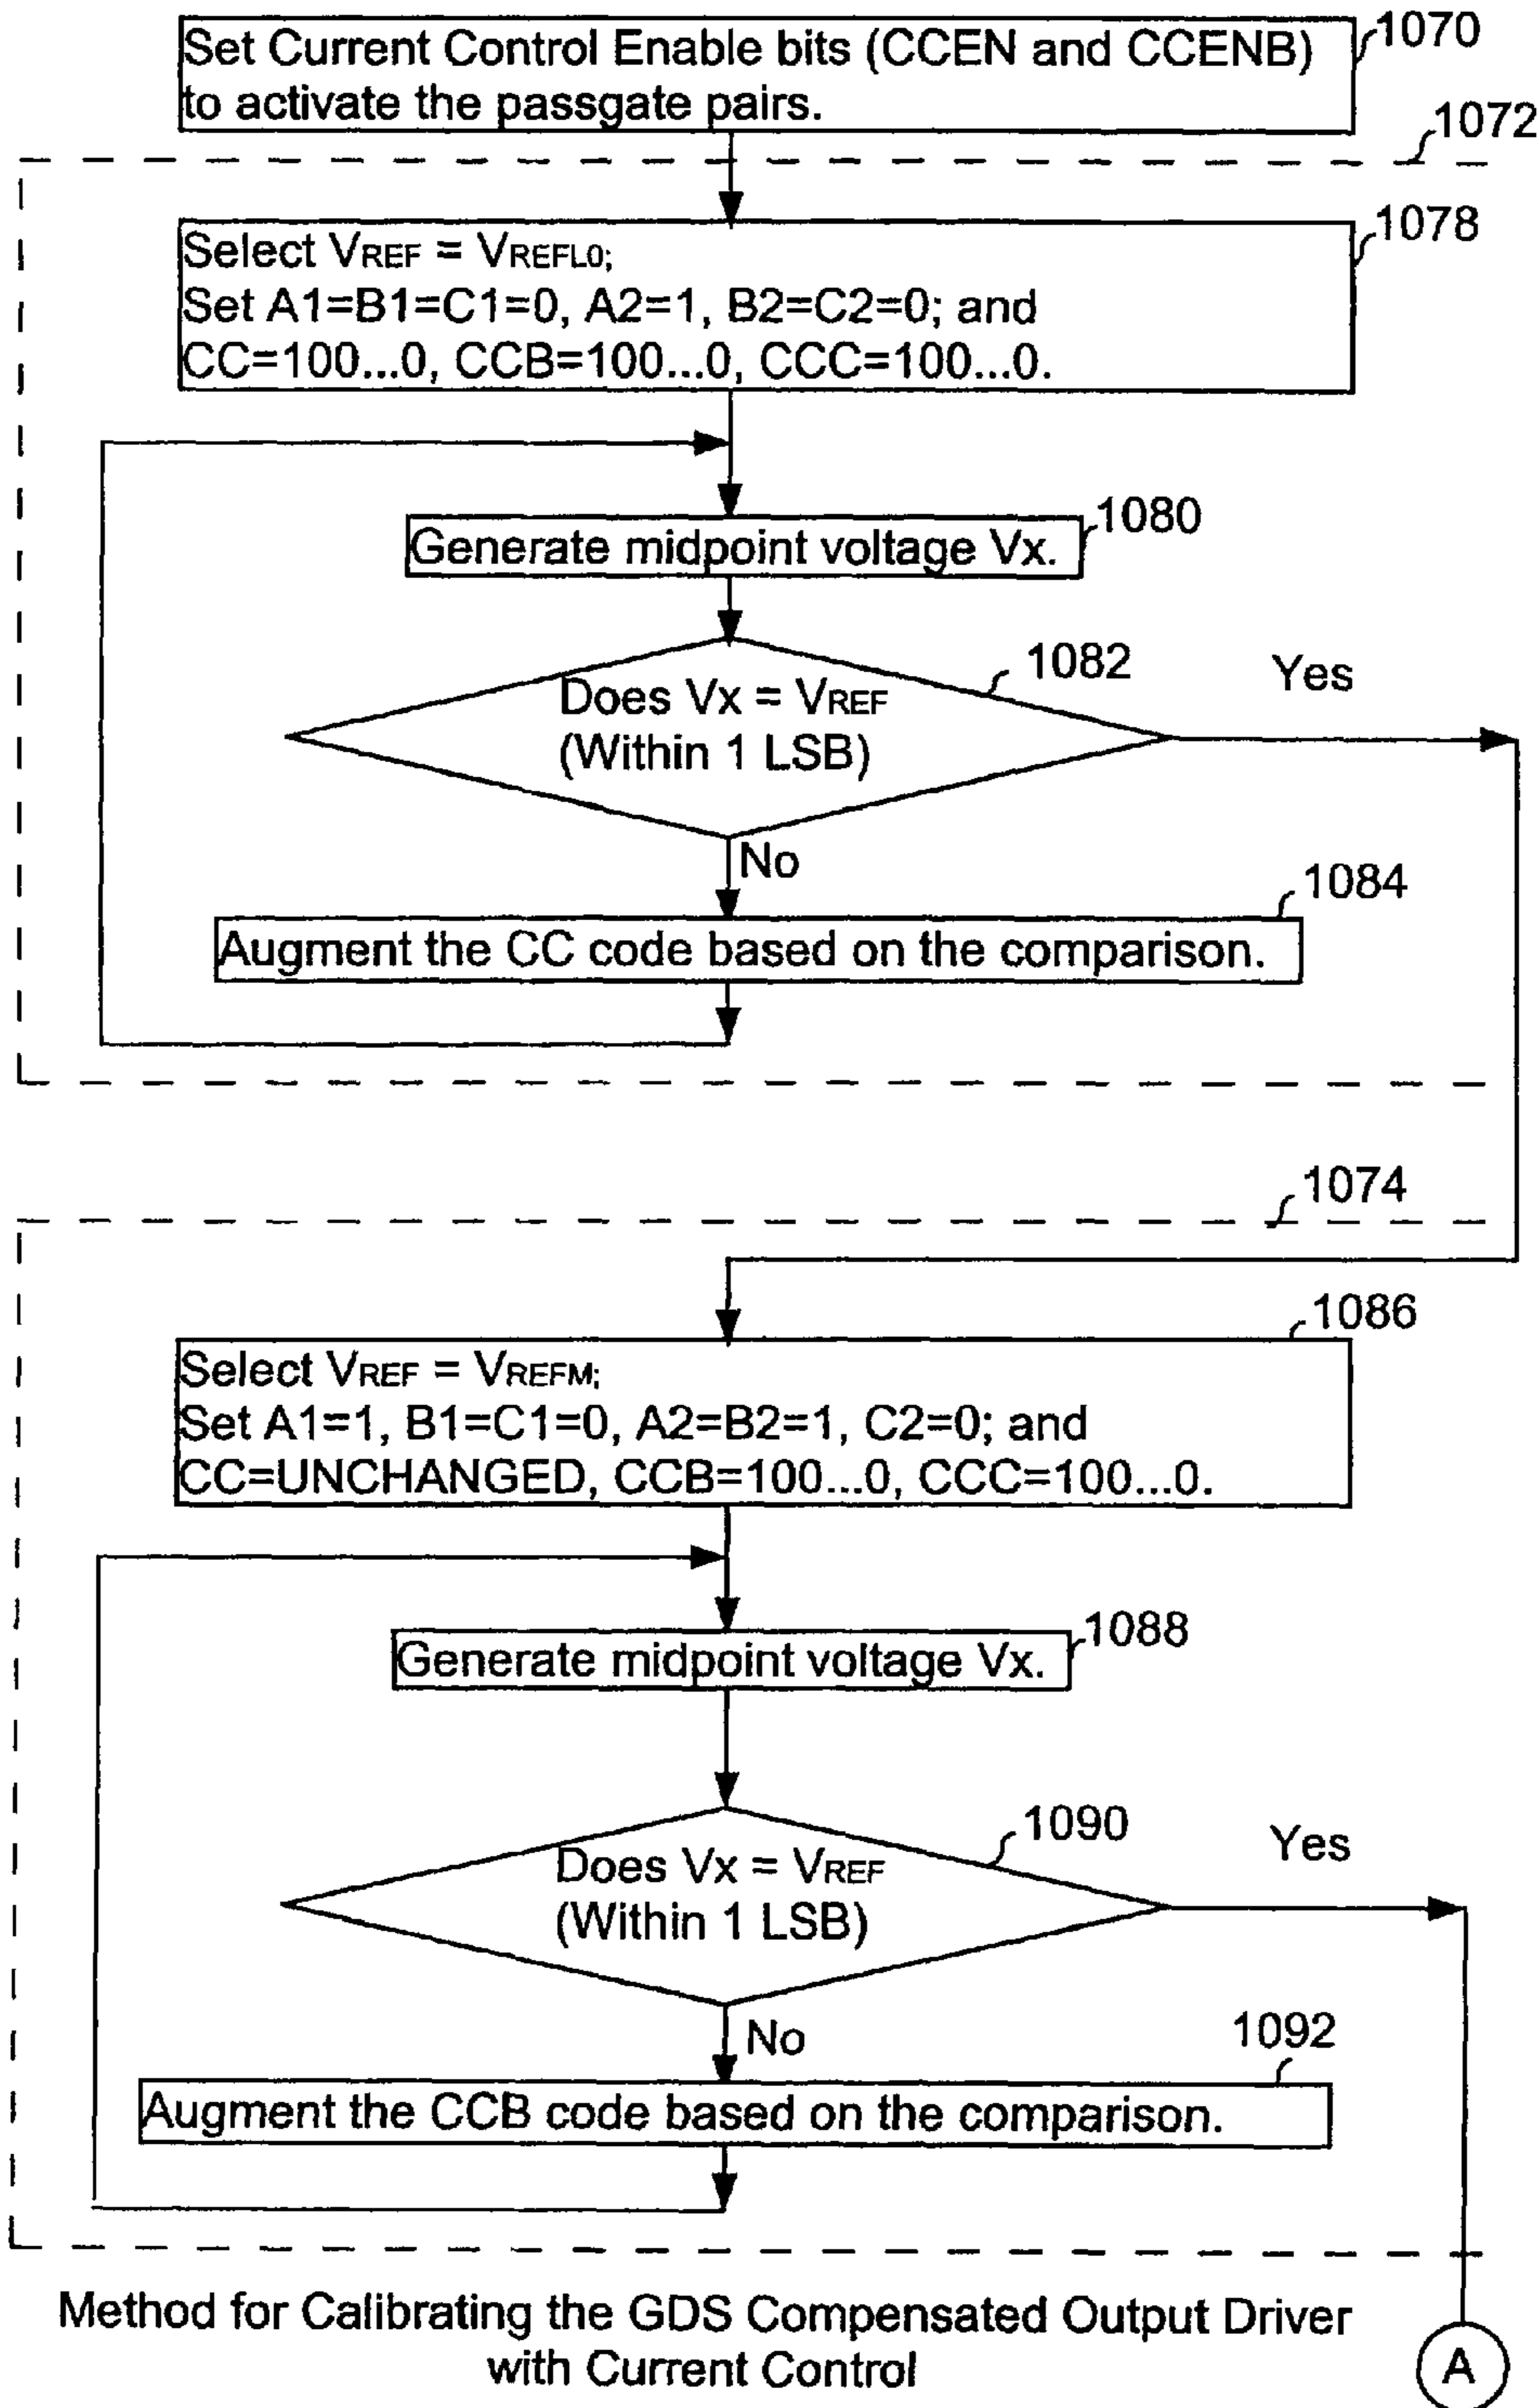 Set Current Control Enable bits (CCEN and CCENB)
to activate the passgate pairs.
1070
1072
Select VREF = VREFL0;
Set A1=B1=C1=0, A2=1, B2=C2=0; and
CC=100...0, CCB=100...0, CCC=100...0.
1078
Generate midpoint voltage Vx.
1080
Does Vx = VREF
(Within 1 LSB)
1082
Yes
No
1084
Augment the CC code based on the comparison.
1074
1086
Select VREF = VREFM;
Set A1=1, B1=C1=0, A2=B2=1, C2=0; and
CC=UNCHANGED, CCB=100...0, CCC=100...0.
Generate midpoint voltage Vx.
1088
Does Vx = VREF
(Within 1 LSB)
1090
Yes
No
1092
Augment the CCB code based on the comparison.
Method for Calibrating the GDS Compensated Output Driver
with Current Control
A